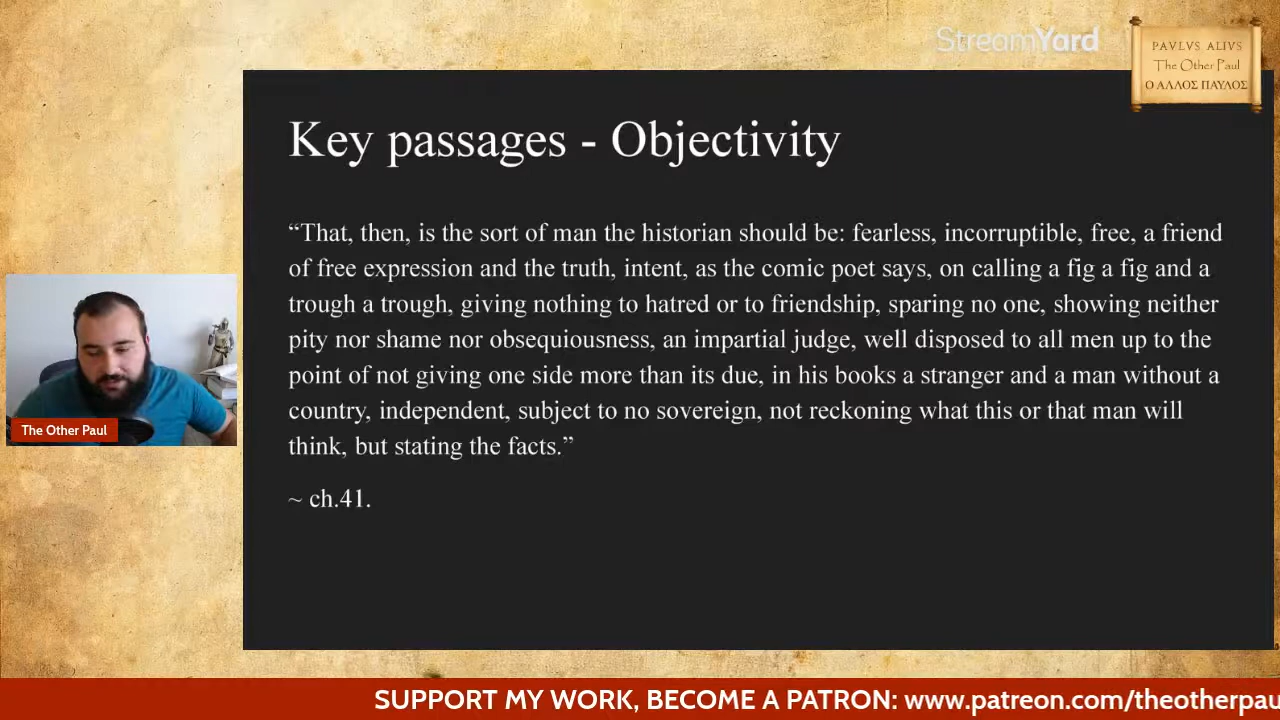 StreamYard
PAVLVS ALIVS
The Other Paul
Ο ΑΛΛΟΣ ΠΑΥΛΟΣ
Key passages - Objectivity
“That, then, is the sort of man the historian should be: fearless, incorruptible, free, a friend
of free expression and the truth, intent, as the comic poet says, on calling a fig a fig and a
trough a trough, giving nothing to hatred or to friendship, sparing no one, showing neither
pity nor shame nor obsequiousness, an impartial judge, well disposed to all men up to the
point of not giving one side more than its due, in his books a stranger and a man without a
country, independent, subject to no sovereign, not reckoning what this or that man will
think, but stating the facts.”
~ ch.41.
The Other Paul
SUPPORT MY WORK, BECOME A PATRON: www.patreon.com/theotherpau